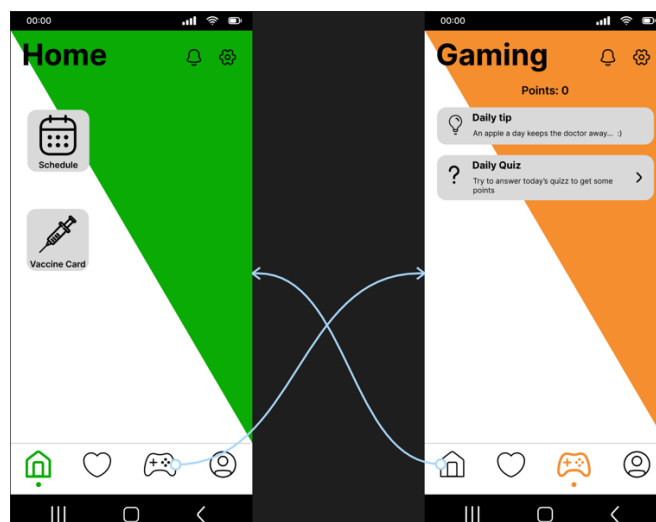 00:00
Home
Schedule
Vaccine Card
00:00
Gaming
Points: 0
Daily tip
An apple a day keeps the doctor away... :)
Daily Quiz
Try to answer today's quizz to get some
points